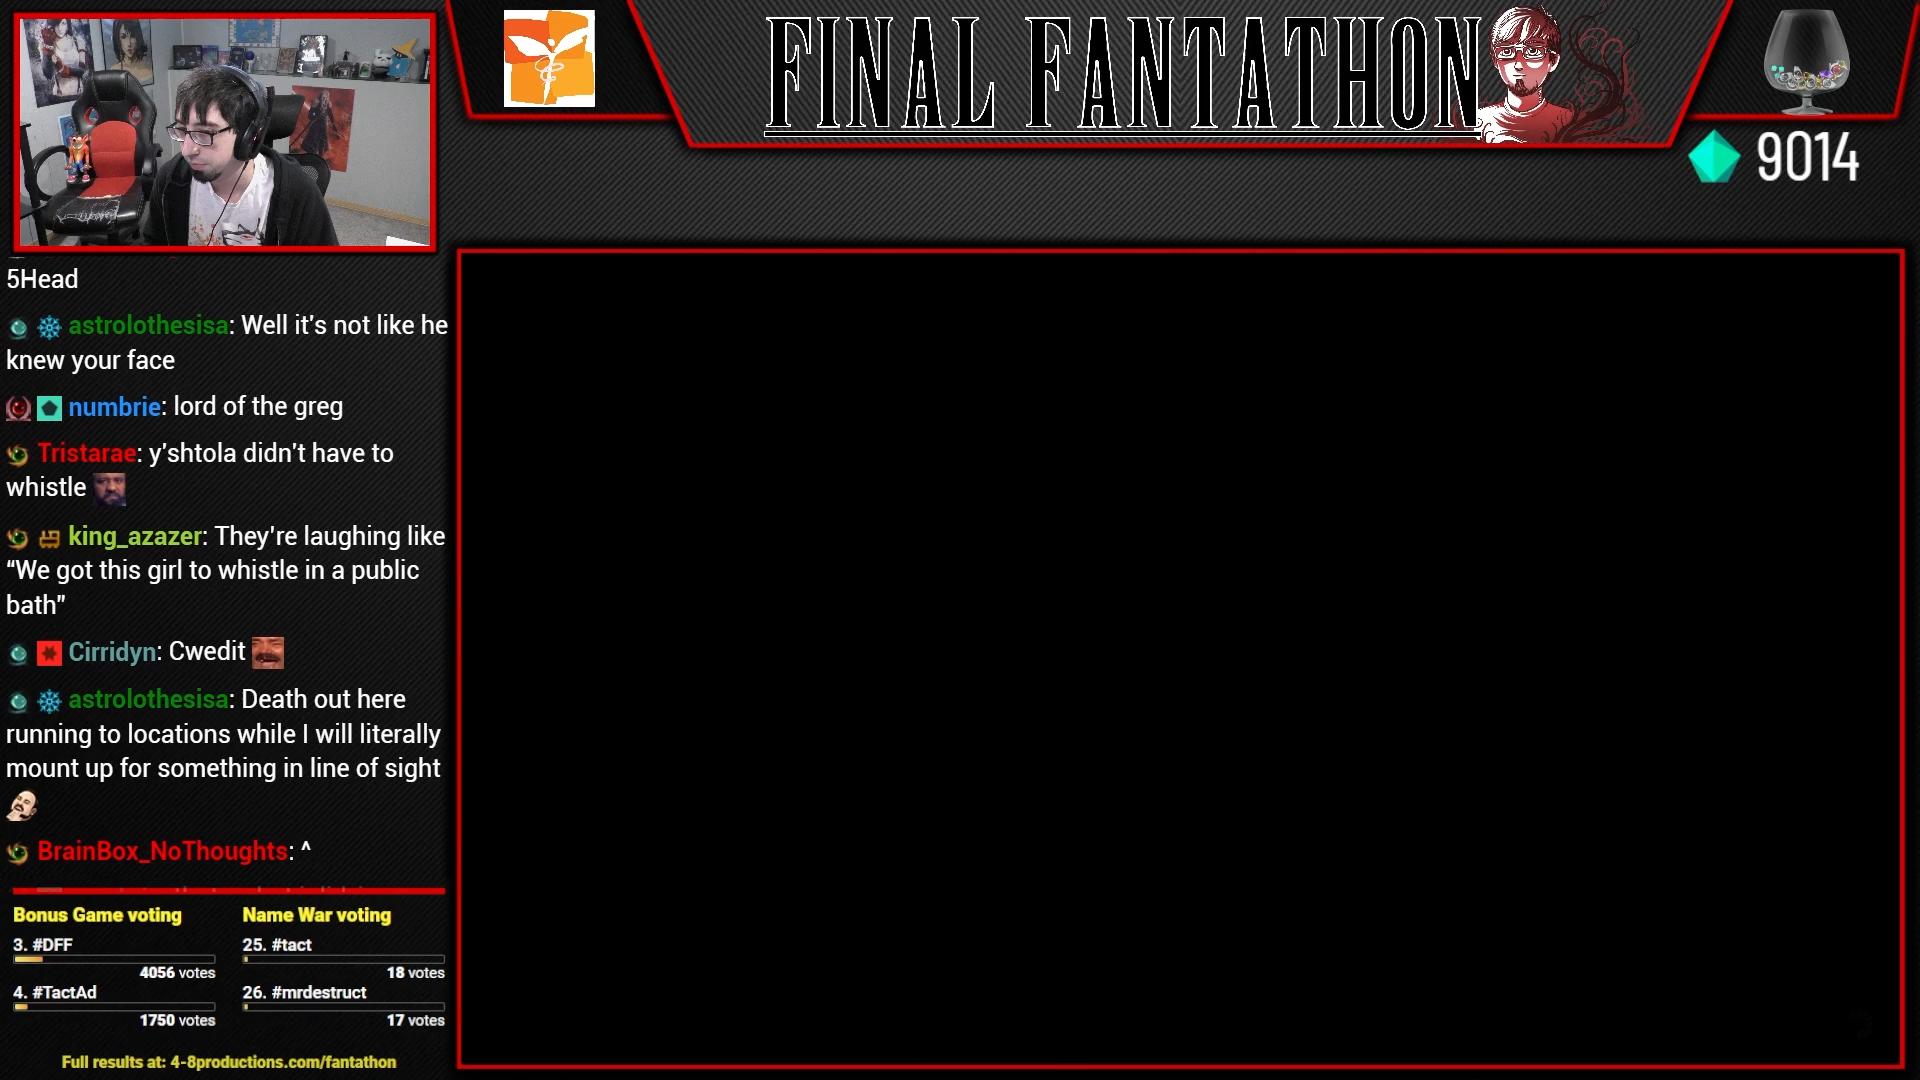 FINAL FANTATHON
9014
5Head
astrolothesisa: Well it's not like he
knew your face
numbrie: lord of the greg
Tristarae: y'shtola didn't have to
whistle
king_azazer: They're laughing like
“We got this girl to whistle in a public
bath”
Cirridyn: Cwedit
astrolothesisa: Death out here
running to locations while I will literally
mount up for something in line of sight
BrainBox_NoThoughts: ^
Bonus Game voting
3. #DFF
4056 votes
4. #TactAd
1750 votes
Name War voting
25. #tact
18 votes
26. #mrdestruct
17 votes
Full results at: 4-8productions.com/fantathon